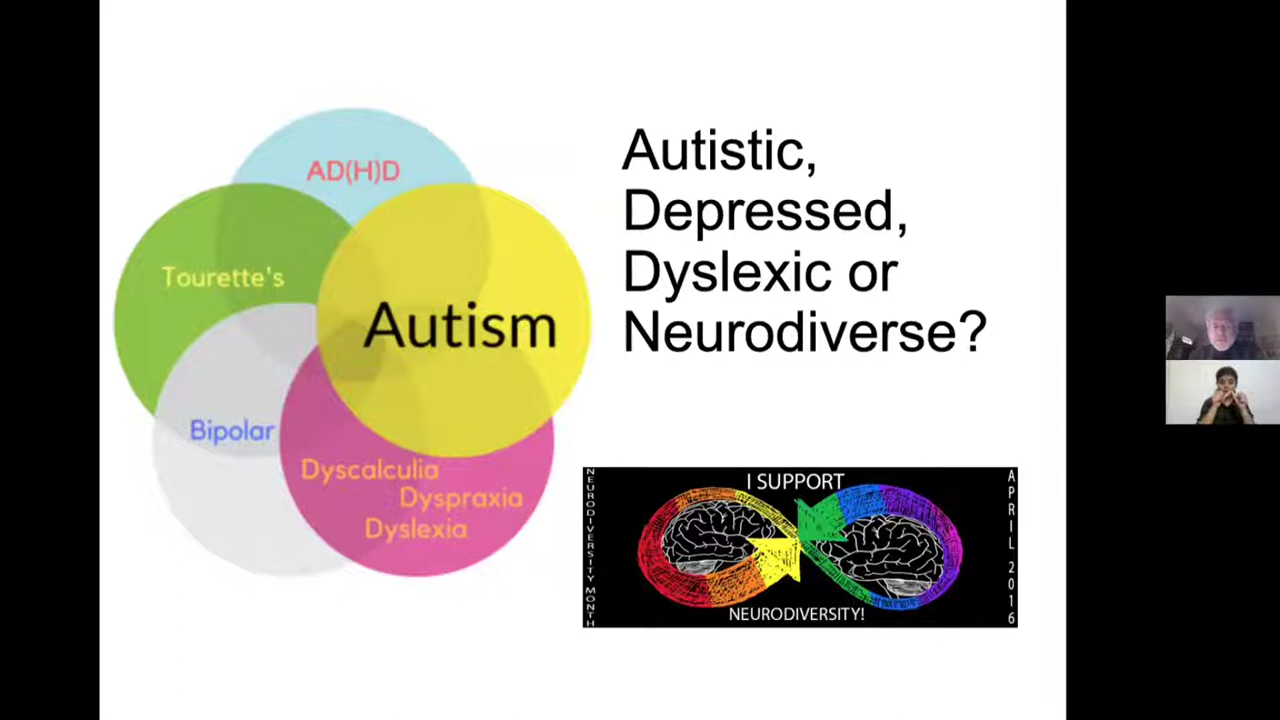 AD(H)D
Tourette's
Autism
Bipolar
Dyscalculia
Dyspraxia
Dyslexia
Autistic,
Depressed,
Dyslexic or
Neurodiverse?
NEURODIVERSITY MONTH
I SUPPORT
NEURODIVERSITY!
APRIL 2016